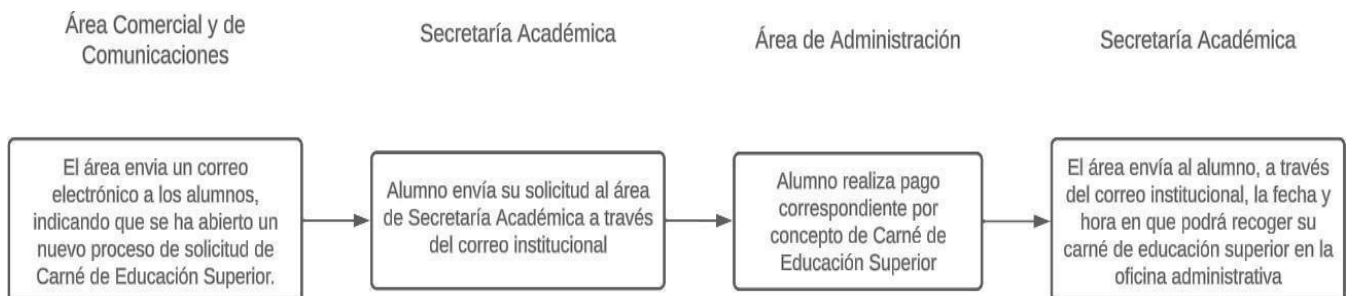 Área Comercial y de
Comunicaciones
Secretaría Académica
Área de Administración
Secretaría Académica
El área envia un correo
electrónico a los alumnos,
indicando que se ha abierto un
nuevo proceso de solicitud de
Carné de Educación Superior.
Alumno envía su solicitud al área
de Secretaría Académica a través
del correo institucional
Alumno realiza pago
correspondiente por
concepto de Carné de
Educación Superior
El área envía al alumno, a través
del correo institucional, la fecha y
hora en que podrá recoger su
carné de educación superior en la
oficina administrativa